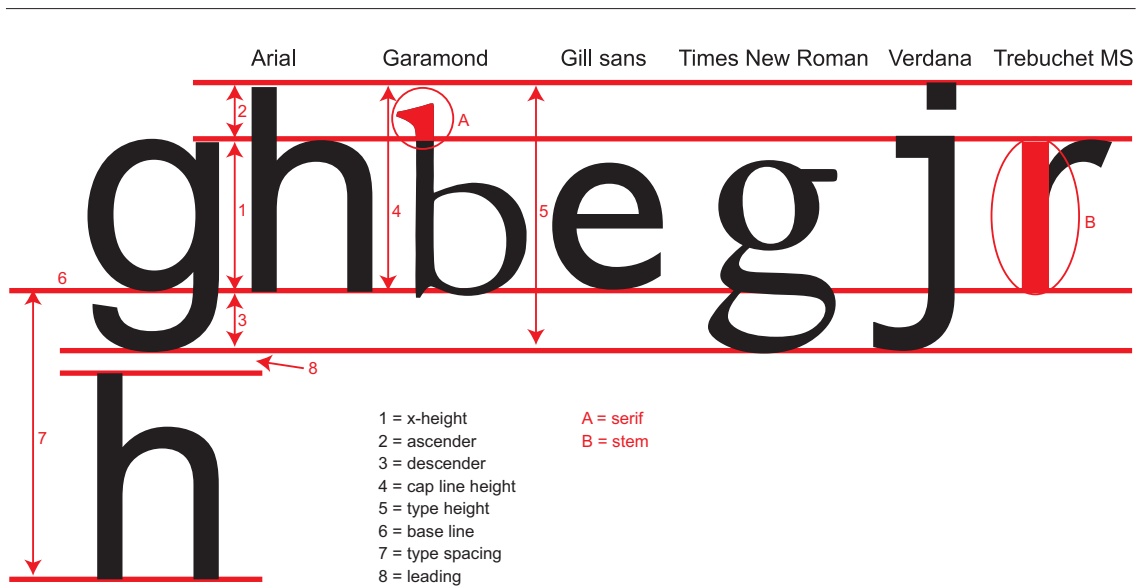 Arial Garamond Gill sans Times New Roman Verdana Trebuchet MS
2
A
g h b e g j r
1
4
5
B
6
3
8
h
7
1 = x-height
2 = ascender
3 = descender
4 = cap line height
5 = type height
6 = base line
7 = type spacing
8 = leading
A = serif
B = stem